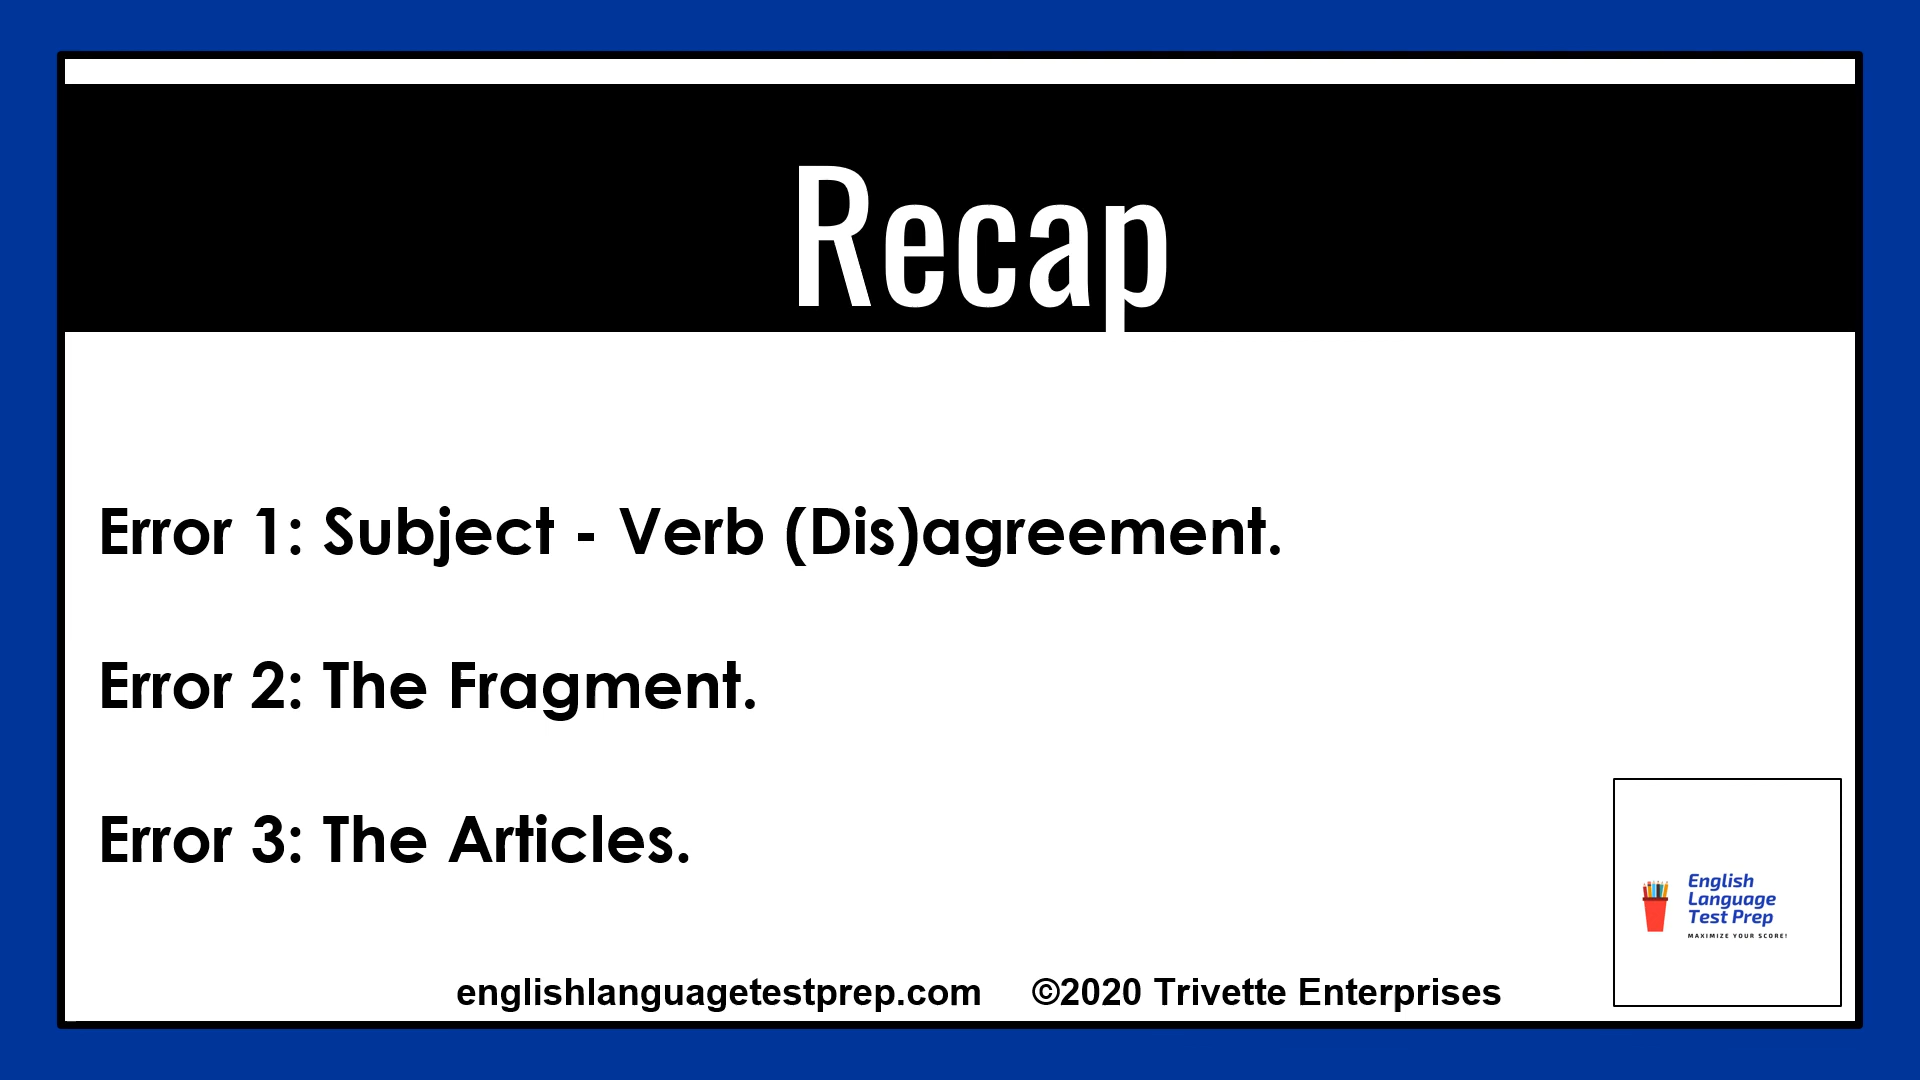 Recap
Error 1: Subject - Verb (Dis)agreement.
Error 2: The Fragment.
Error 3: The Articles.
English
Language
Test Prep
MAXIMIZE YOUR SCORE!
englishlanguagetestprep.com ©2020 Trivette Enterprises